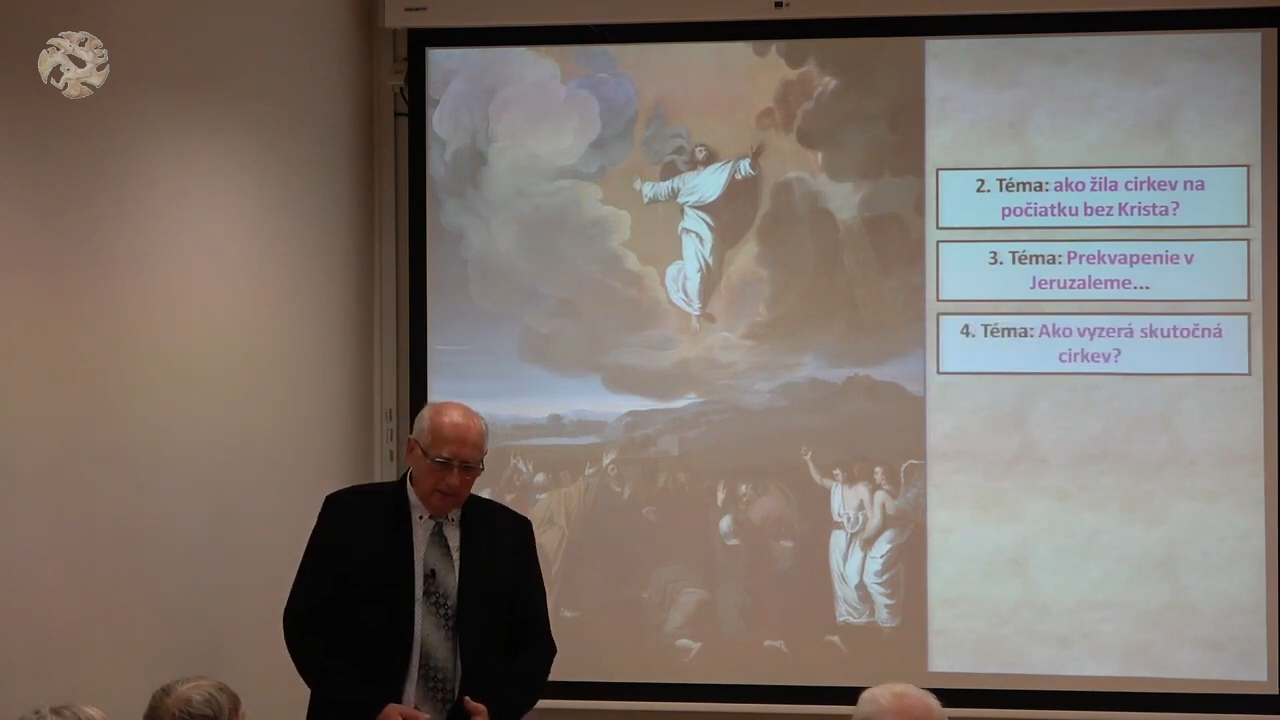 2. Téma: ako žila cirkev na
počiatku bez Krista?
3. Téma: Prekvapenie v
Jeruzaleme...
4. Téma: Ako vyzerá skutočná
cirkev?